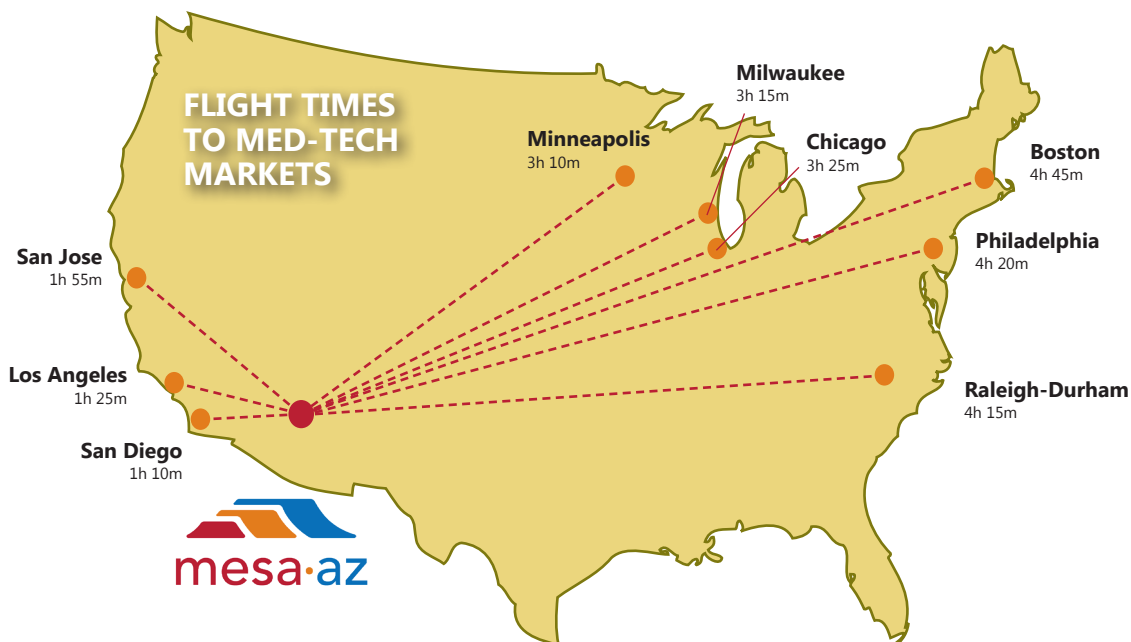 FLIGHT TIMES
TO MED-TECH
MARKETS
Milwaukee
3h 15m
Minneapolis
3h 10m
Chicago
3h 25m
Boston
4h 45m
Philadelphia
4h 20m
San Jose
1h 55m
Los Angeles
1h 25m
Raleigh-Durham
4h 15m
San Diego
1h 10m
mesa·az